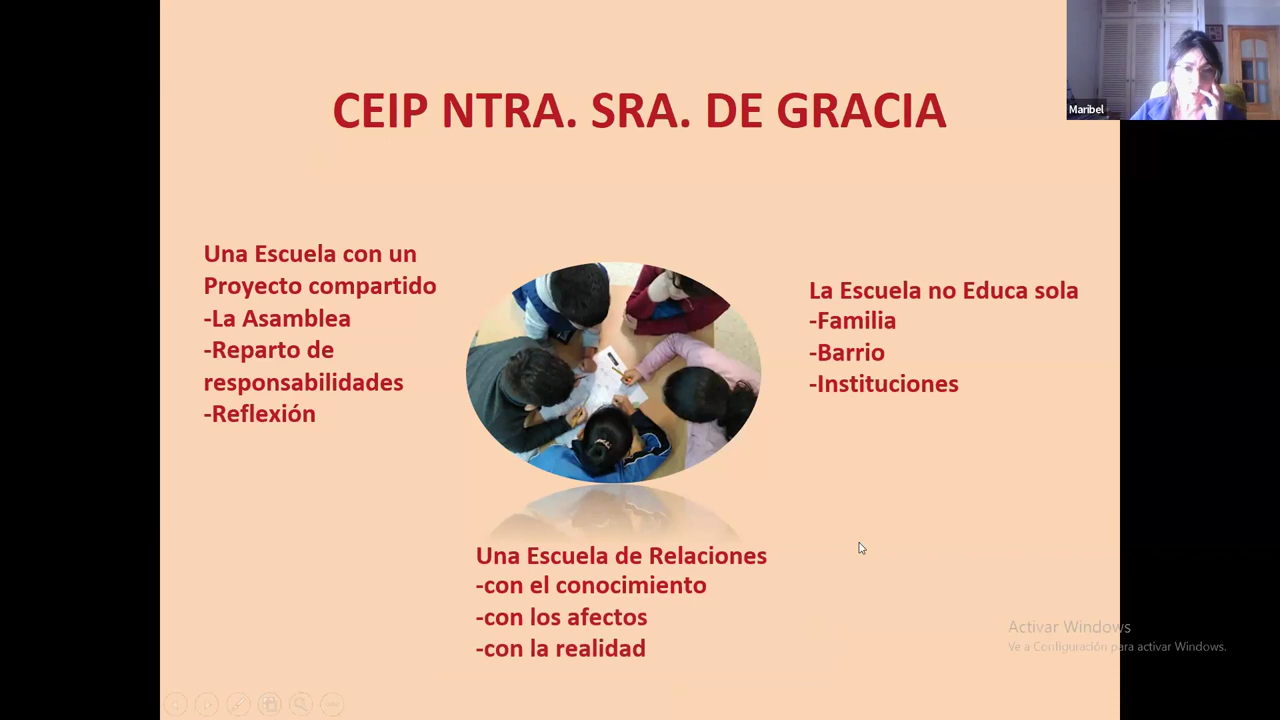 CEIP NTRA. SRA. DE GRACIA
Maribel
Una Escuela con un
Proyecto compartido
-La Asamblea
-Reparto de
responsabilidades
-Reflexión
La Escuela no Educa sola
-Familia
-Barrio
-Instituciones
Una Escuela de Relaciones
-con el conocimiento
-con los afectos
-con la realidad
Activar Windows
Ve a Configuración para activar Windows.